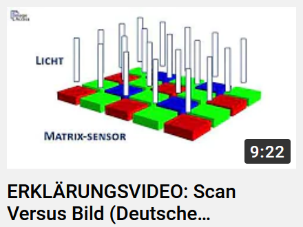 LICHT
MATRIX-SENSOR
9:22
ERKLÄRUNGSVIDEO: Scan
Versus Bild (Deutsche...